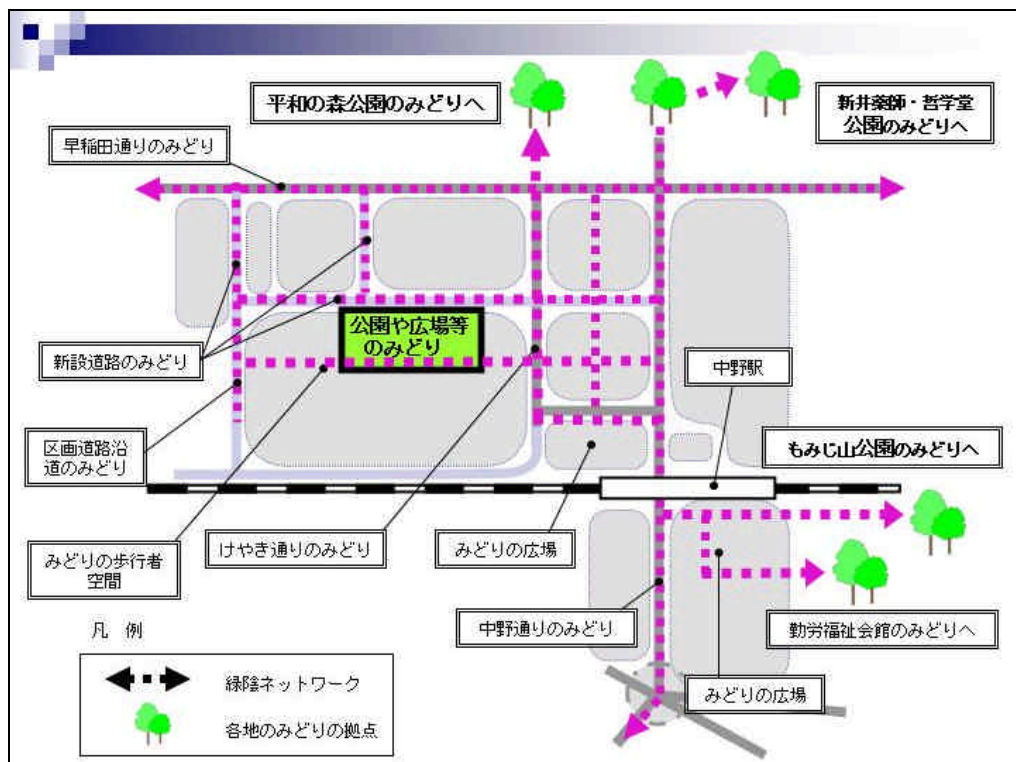 平和の森公園のみどりへ
新井薬師・哲学堂
公園のみどりへ
早稲田通りのみどり
公園や広場等
のみどり
新設道路のみどり
中野駅
区画道路沿
道のみどり
もみじ山公園のみどりへ
みどりの歩行者
空間
けやき通りのみどり
みどりの広場
中野通りのみどり
勤労福祉会館のみどりへ
みどりの広場
凡 例
緑陰ネットワーク
各地のみどりの拠点